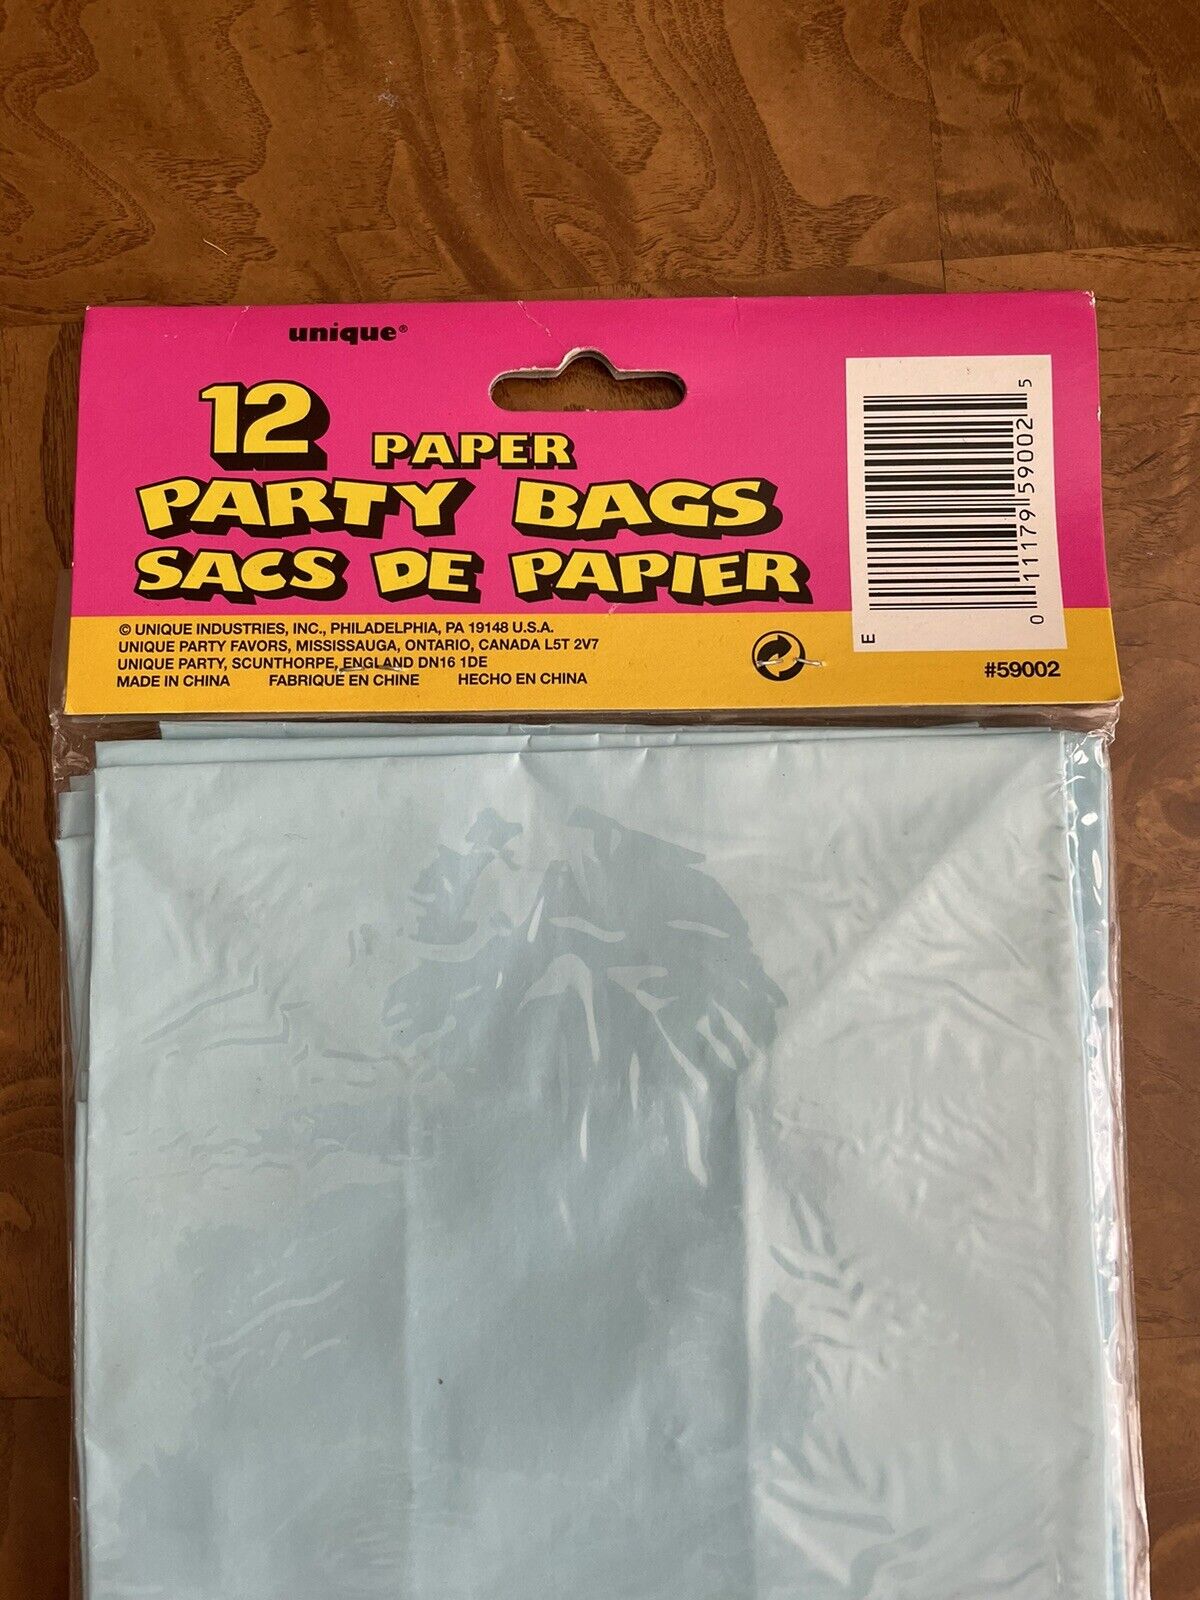 unique®
12 PAPER
PARTY BAGS
SACS DE PAPIER
© UNIQUE INDUSTRIES, INC., PHILADELPHIA, PA 19148 U.S.A.
UNIQUE PARTY FAVORS, MISSISSAUGA, ONTARIO, CANADA L5T 2V7
UNIQUE PARTY, SCUNTHORPE, ENGLAND DN16 1DE
MADE IN CHINA FABRIQUE EN CHINE HECHO EN CHINA
E
0 11179 59002 5
#59002